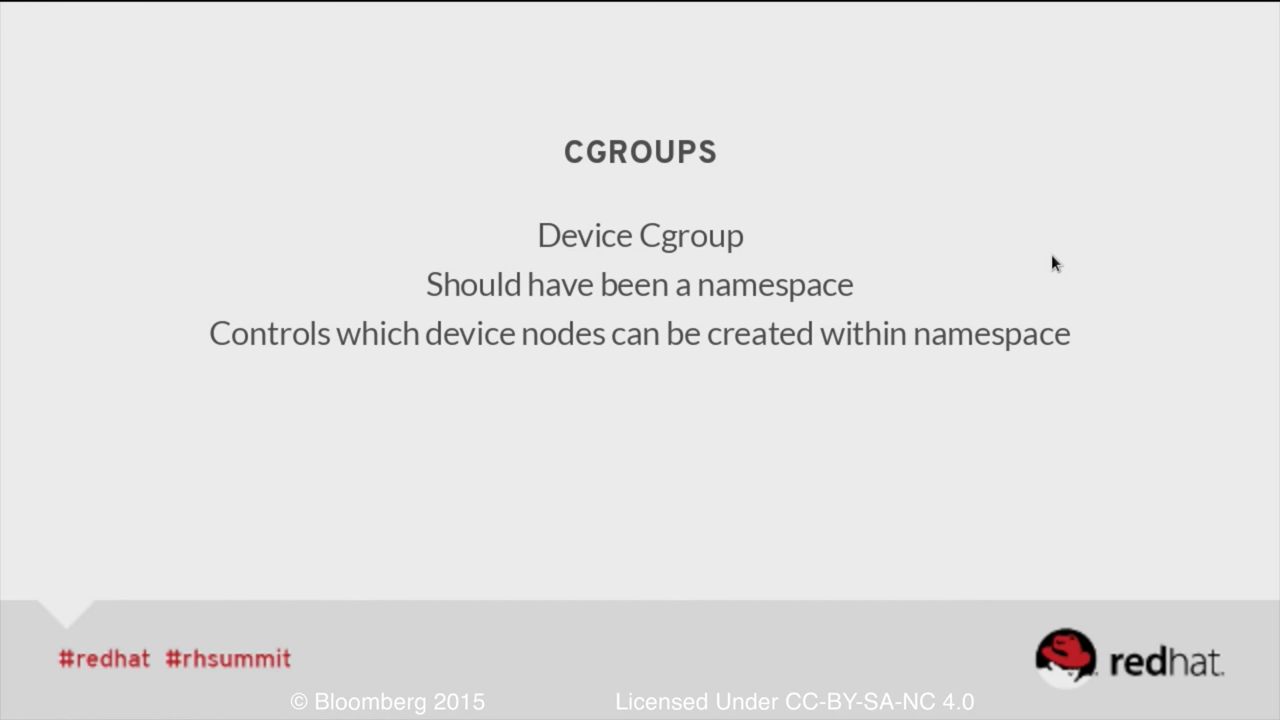 CGROUPS
Device Cgroup
Should have been a namespace
Controls which device nodes can be created within namespace
#redhat #rhsummit
redhat.
© Bloomberg 2015 Licensed Under CC-BY-SA-NC 4.0